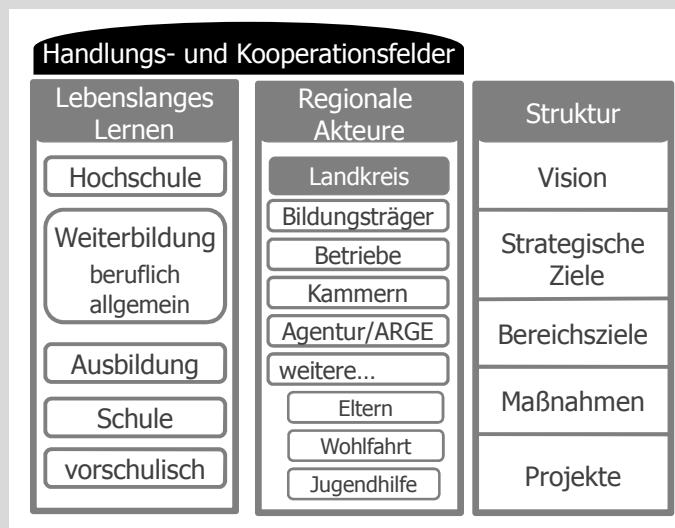 Handlungs- und Kooperationsfelder
Lebenslanges
Lernen
Hochschule
Weiterbildung
beruflich
allgemein
Ausbildung
Schule
vorschulisch
Regionale
Akteure
Landkreis
Bildungsträger
Betriebe
Kammern
Agentur/ARGE
weitere...
Eltern
Wohlfahrt
Jugendhilfe
Struktur
Vision
Strategische
Ziele
Bereichsziele
Maßnahmen
Projekte